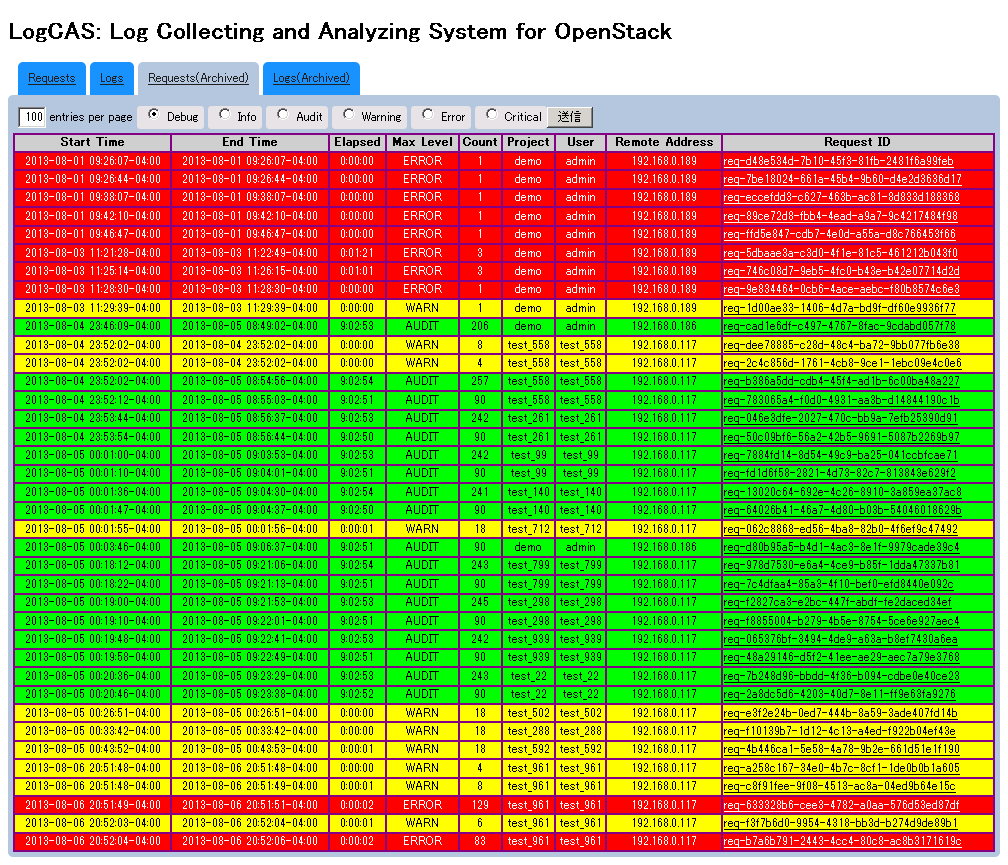 LogCAS: Log Collecting and Analyzing System for OpenStack
Requests Logs Requests(Archived) Logs(Archived)
100 entries per page Debug Info Audit Warning Error Critical 送信
Start Time End Time Elapsed Max Level Count Project User Remote Address Request ID
2013-08-01 09:26:07-04:00 2013-08-01 09:26:07-04:00 0:00:00 ERROR 1 demo admin 192.168.0.189 req-d48e534d-7b10-45f3-81fb-2481f6a99feb
2013-08-01 09:26:44-04:00 2013-08-01 09:26:44-04:00 0:00:00 ERROR 1 demo admin 192.168.0.189 req-7be18024-661a-45b4-9b60-d4e2d3636d17
2013-08-01 09:38:07-04:00 2013-08-01 09:38:07-04:00 0:00:00 ERROR 1 demo admin 192.168.0.189 req-eccefdd3-c627-463b-ac81-8d833d188368
2013-08-01 09:42:10-04:00 2013-08-01 09:42:10-04:00 0:00:00 ERROR 1 demo admin 192.168.0.189 req-89ce72d8-fbb4-4ead-a9a7-9c4217484f98
2013-08-01 09:46:47-04:00 2013-08-01 09:46:47-04:00 0:00:00 ERROR 1 demo admin 192.168.0.189 req-ffd5e847-cdb7-4e0d-a55a-d8c766453f66
2013-08-03 11:21:28-04:00 2013-08-03 11:22:49-04:00 0:01:21 ERROR 3 demo admin 192.168.0.189 req-5dbaae3a-c3d0-4f1e-81c5-461212b043f0
2013-08-03 11:25:14-04:00 2013-08-03 11:26:15-04:00 0:01:01 ERROR 3 demo admin 192.168.0.189 req-746c08d7-9eb5-4fc0-b43e-b42e07714d2d
2013-08-03 11:28:30-04:00 2013-08-03 11:28:30-04:00 0:00:00 ERROR 1 demo admin 192.168.0.189 req-9e834464-0cb6-4ace-aebc-f80b8574c6e3
2013-08-03 11:29:39-04:00 2013-08-03 11:29:39-04:00 0:00:00 WARN 1 demo admin 192.168.0.189 req-1d00ae33-1406-4d7a-bd9f-df60e9936f77
2013-08-04 23:46:09-04:00 2013-08-05 08:49:02-04:00 9:02:53 AUDIT 206 demo admin 192.168.0.186 req-cad1e6df-c497-4767-8fac-9cdabd057f78
2013-08-04 23:52:02-04:00 2013-08-04 23:52:02-04:00 0:00:00 WARN 8 test_558 test_558 192.168.0.117 req-dee78885-c28d-48c4-ba72-9bb077fb6e38
2013-08-04 23:52:02-04:00 2013-08-04 23:52:02-04:00 0:00:00 WARN 4 test_558 test_558 192.168.0.117 req-2c4c856d-1761-4cb8-9ce1-1ebc09e4c0e6
2013-08-04 23:52:02-04:00 2013-08-05 08:54:56-04:00 9:02:54 AUDIT 257 test_558 test_558 192.168.0.117 req-b386a5dd-cdb4-45f4-ad1b-6c00ba48a227
2013-08-04 23:52:12-04:00 2013-08-05 08:55:03-04:00 9:02:51 AUDIT 90 test_558 test_558 192.168.0.117 req-783065a4-f0d0-4931-aa3b-d14844190c1b
2013-08-04 23:53:44-04:00 2013-08-05 08:56:37-04:00 9:02:53 AUDIT 242 test_261 test_261 192.168.0.117 req-046e3dfe-2027-470c-bb9a-7efb25390d91
2013-08-04 23:53:54-04:00 2013-08-05 08:56:44-04:00 9:02:50 AUDIT 90 test_261 test_261 192.168.0.117 req-50c09bf6-56a2-42b5-9691-5087b2269b97
2013-08-05 00:01:00-04:00 2013-08-05 09:03:53-04:00 9:02:53 AUDIT 242 test_99 test_99 192.168.0.117 req-7884fd14-8d54-49c9-ba25-041ccbfcae71
2013-08-05 00:01:10-04:00 2013-08-05 09:04:01-04:00 9:02:51 AUDIT 90 test_99 test_99 192.168.0.117 req-fd1d6f58-2821-4d73-82c7-813843e629f2
2013-08-05 00:01:36-04:00 2013-08-05 09:04:30-04:00 9:02:54 AUDIT 241 test_140 test_140 192.168.0.117 req-13020c64-692e-4c26-8910-3a859ea37ac8
2013-08-05 00:01:47-04:00 2013-08-05 09:04:37-04:00 9:02:50 AUDIT 90 test_140 test_140 192.168.0.117 req-64026b41-46a7-4d80-b03b-54046018629b
2013-08-05 00:01:55-04:00 2013-08-05 00:01:56-04:00 0:00:01 WARN 18 test_712 test_712 192.168.0.117 req-062c8868-ed56-4ba8-82b0-4f6ef9c47492
2013-08-05 00:03:46-04:00 2013-08-05 09:06:37-04:00 9:02:51 AUDIT 90 demo admin 192.168.0.186 req-d80b95a5-b4d1-4ac3-8e1f-9979cade39c4
2013-08-05 00:18:12-04:00 2013-08-05 09:21:06-04:00 9:02:54 AUDIT 243 test_799 test_799 192.168.0.117 req-978d7530-e6a4-4ce9-b85f-1dda47337b81
2013-08-05 00:18:22-04:00 2013-08-05 09:21:13-04:00 9:02:51 AUDIT 90 test_799 test_799 192.168.0.117 req-7c4dfaa4-85a3-4f10-bef0-efd8440e092c
2013-08-05 00:19:00-04:00 2013-08-05 09:21:53-04:00 9:02:53 AUDIT 245 test_298 test_298 192.168.0.117 req-f2827ca3-e2bc-447f-abdf-fe2daced34ef
2013-08-05 00:19:10-04:00 2013-08-05 09:22:01-04:00 9:02:51 AUDIT 90 test_298 test_298 192.168.0.117 req-f8855004-b279-4b5e-8754-5ce6e927aec4
2013-08-05 00:19:48-04:00 2013-08-05 09:22:41-04:00 9:02:53 AUDIT 242 test_939 test_939 192.168.0.117 req-065376bf-3494-4de9-a63a-b8ef7430a6ea
2013-08-05 00:19:58-04:00 2013-08-05 09:22:49-04:00 9:02:51 AUDIT 90 test_939 test_939 192.168.0.117 req-48a29146-d5f2-41ee-ae29-aec7a79e3768
2013-08-05 00:20:36-04:00 2013-08-05 09:23:29-04:00 9:02:53 AUDIT 243 test_22 test_22 192.168.0.117 req-7b248d96-bbdd-4f36-b094-cdbe0e40ce23
2013-08-05 00:20:46-04:00 2013-08-05 09:23:38-04:00 9:02:52 AUDIT 90 test_22 test_22 192.168.0.117 req-2a8dc5d6-4203-40d7-8e11-ff9e63fa9276
2013-08-05 00:26:51-04:00 2013-08-05 00:26:51-04:00 0:00:00 WARN 18 test_502 test_502 192.168.0.117 req-e3f2e24b-0ed7-444b-8a59-3ade407fd14b
2013-08-05 00:33:42-04:00 2013-08-05 00:33:42-04:00 0:00:00 WARN 18 test_288 test_288 192.168.0.117 req-f10139b7-1d12-4c13-a4ed-f922b04ef43e
2013-08-05 00:43:52-04:00 2013-08-05 00:43:53-04:00 0:00:01 WARN 18 test_592 test_592 192.168.0.117 req-4b446ca1-5e58-4a78-9b2e-661d51e1f190
2013-08-06 20:51:48-04:00 2013-08-06 20:51:48-04:00 0:00:00 WARN 4 test_961 test_961 192.168.0.117 req-a258c167-34e0-4b7c-8cf1-1de0b0b1a605
2013-08-06 20:51:48-04:00 2013-08-06 20:51:49-04:00 0:00:01 WARN 8 test_961 test_961 192.168.0.117 req-c8f91fee-9f08-4513-ac8a-04ed9b64e15c
2013-08-06 20:51:49-04:00 2013-08-06 20:51:51-04:00 0:00:02 ERROR 129 test_961 test_961 192.168.0.117 req-633328b6-cee3-4782-a0aa-576d53ed87df
2013-08-06 20:52:03-04:00 2013-08-06 20:52:04-04:00 0:00:01 WARN 6 test_961 test_961 192.168.0.117 req-f3f7b6d0-9954-4318-bb3d-b274d9de89b1
2013-08-06 20:52:04-04:00 2013-08-06 20:52:06-04:00 0:00:02 ERROR 83 test_961 test_961 192.168.0.117 req-b7a6b791-2443-4cc4-80c8-ac8b3171619c